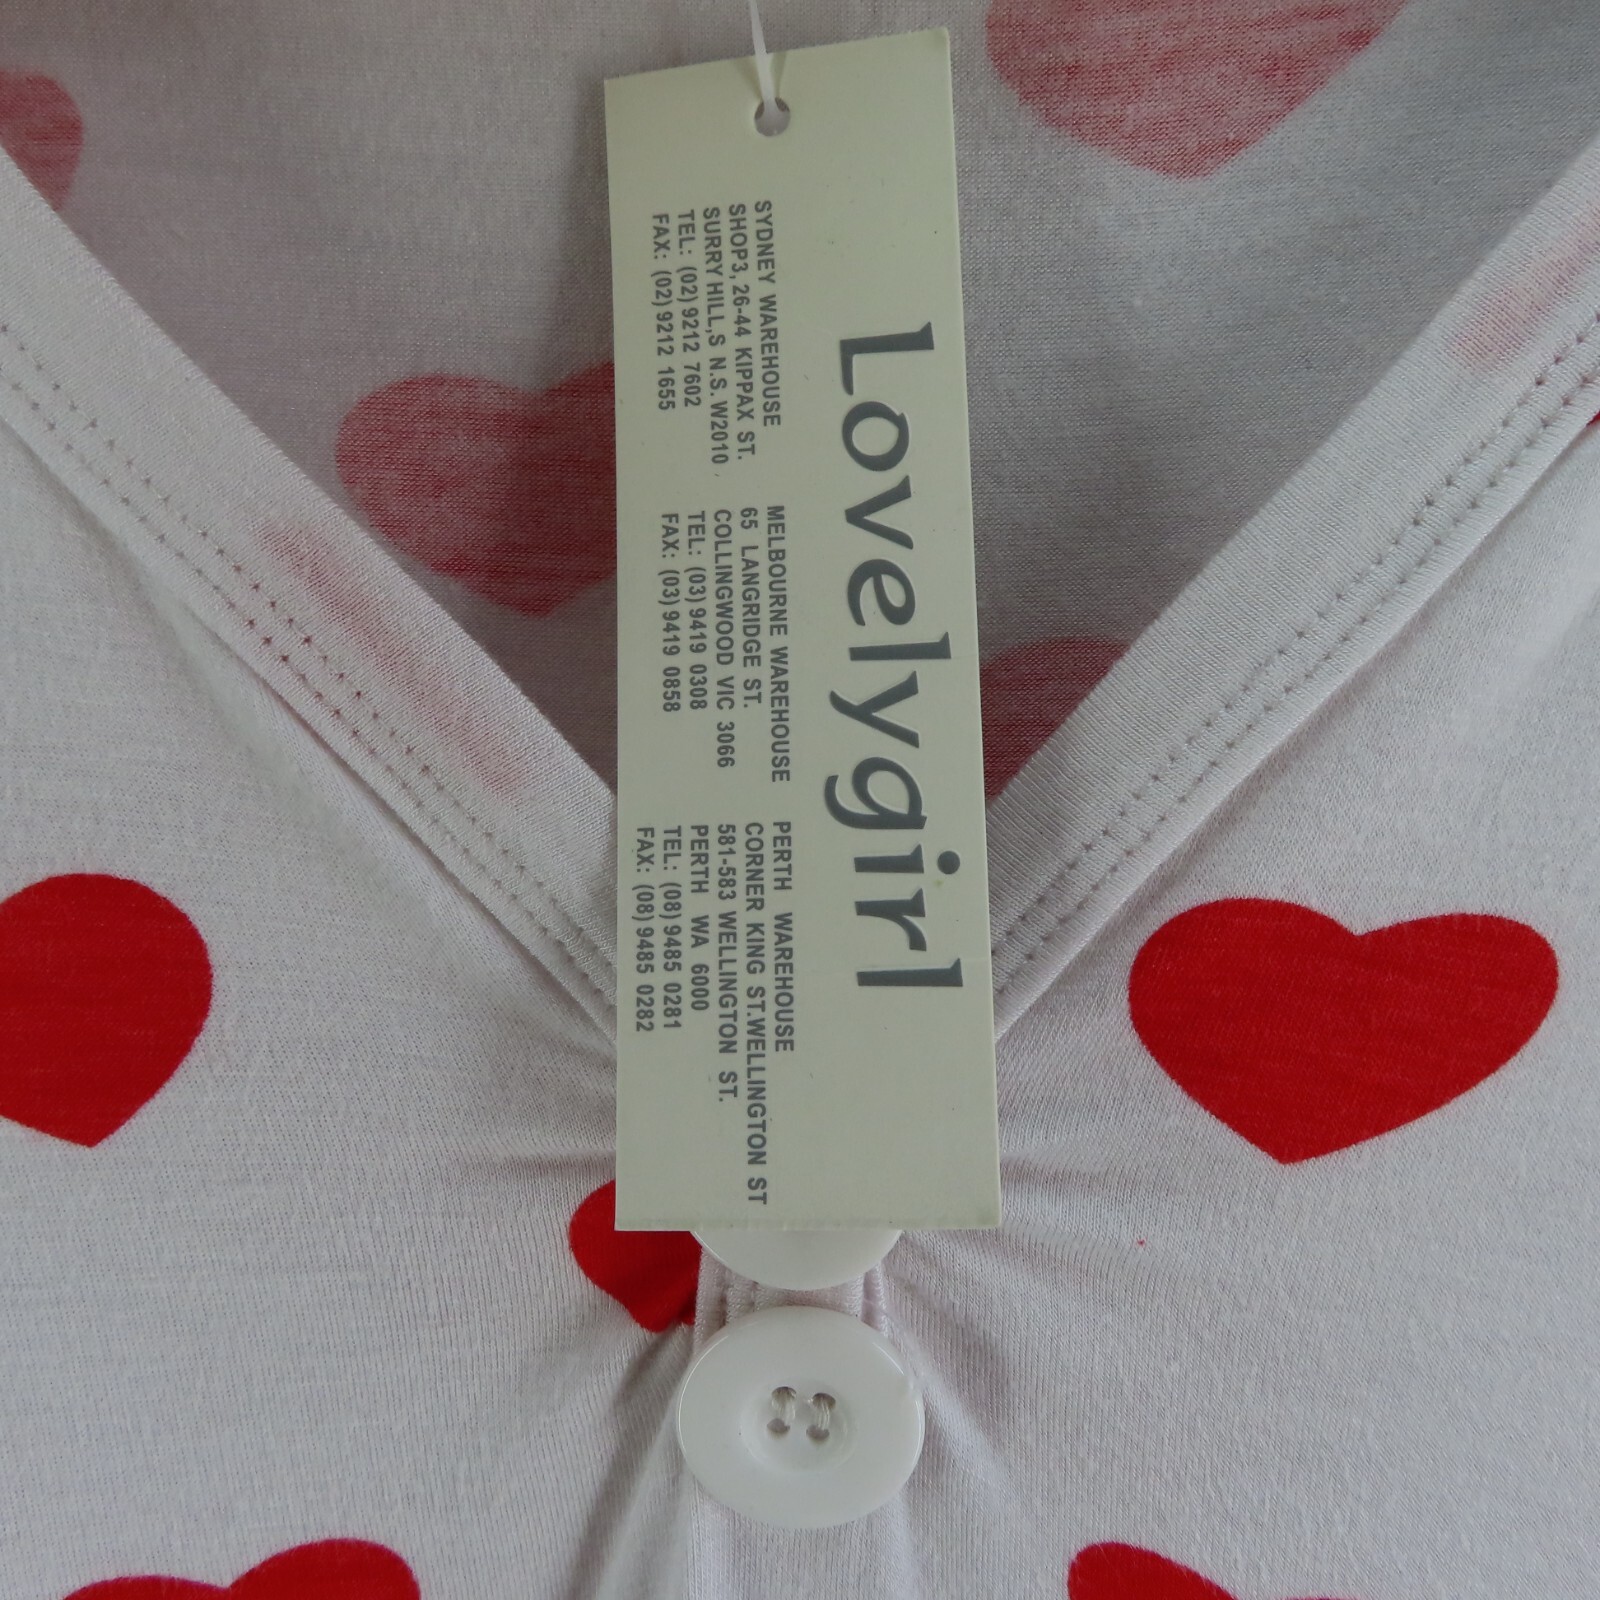 Lovelygirl
SYDNEY WAREHOUSE
SHOP3, 26-44 KIPPAX ST.
SURRY HILL,S N.S.W2010
TEL: (02) 9212 7602
FAX: (02) 9212 1655
MELBOURNE WAREHOUSE
65 LANGRIDGE ST.
COLLINGWOOD VIC 3066
TEL: (03) 9419 0308
FAX: (03) 9419 0858
PERTH WAREHOUSE
CORNER KING ST.WELLINGTON ST
581-583 WELLINGTON ST.
PERTH WA 6000
TEL: (08) 9485 0281
FAX: (08) 9485 0282